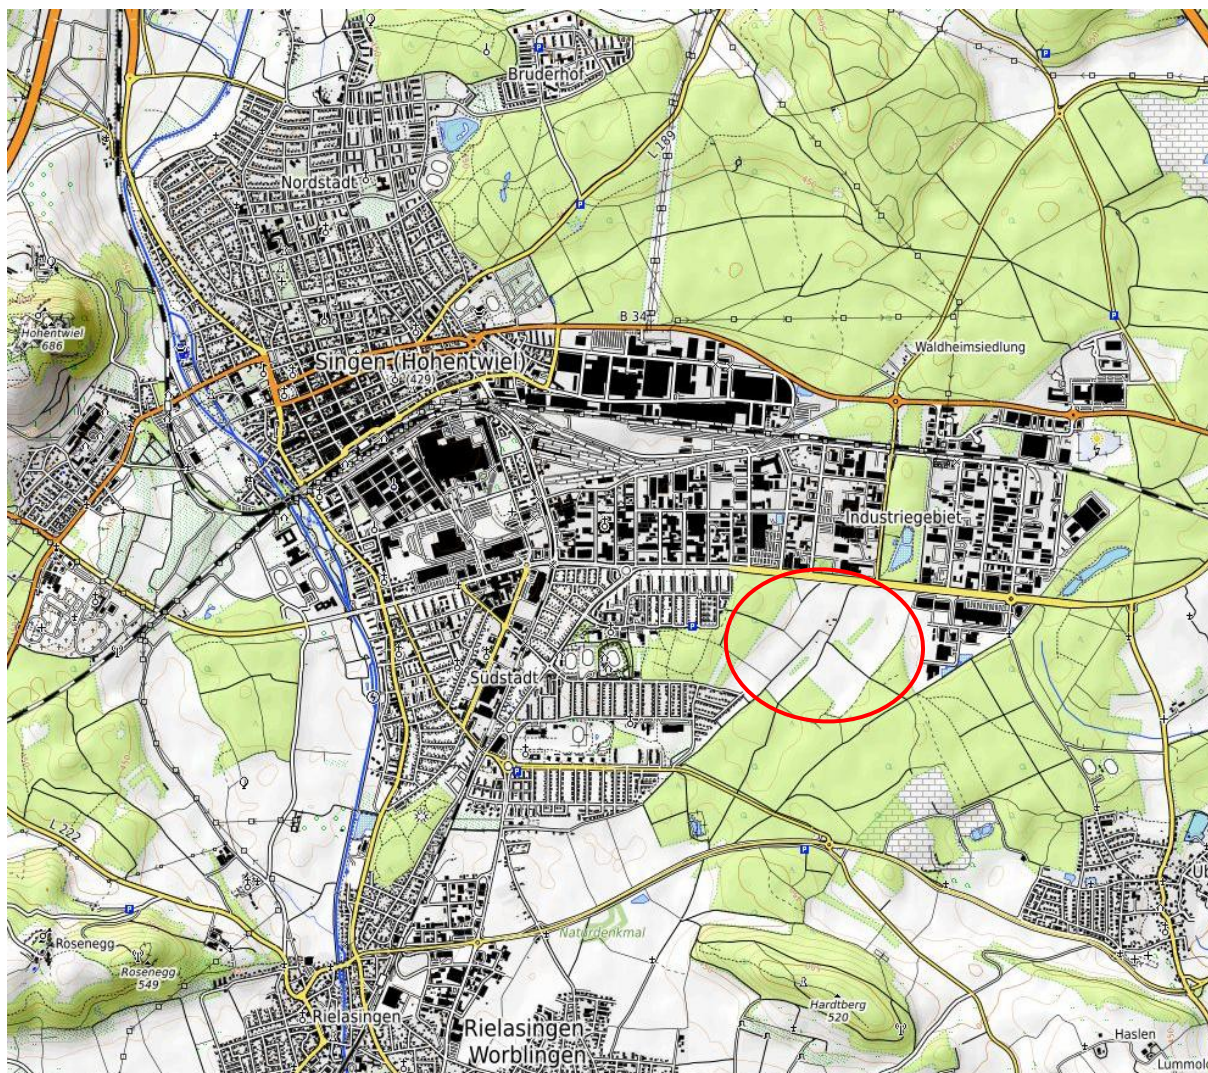 Bruderhof
L 189
Nordstadt
Hohentwiel
686
B 34
Waldheimsiedlung
Singen (Hohentwiel)
(429)
Industriegebiet
Südstadt
L 222
Naturdenkmal
Rosenegg
Rosenegg
549
Hardtberg
520
Rielasingen
Rielasingen
Worblingen
Haslen